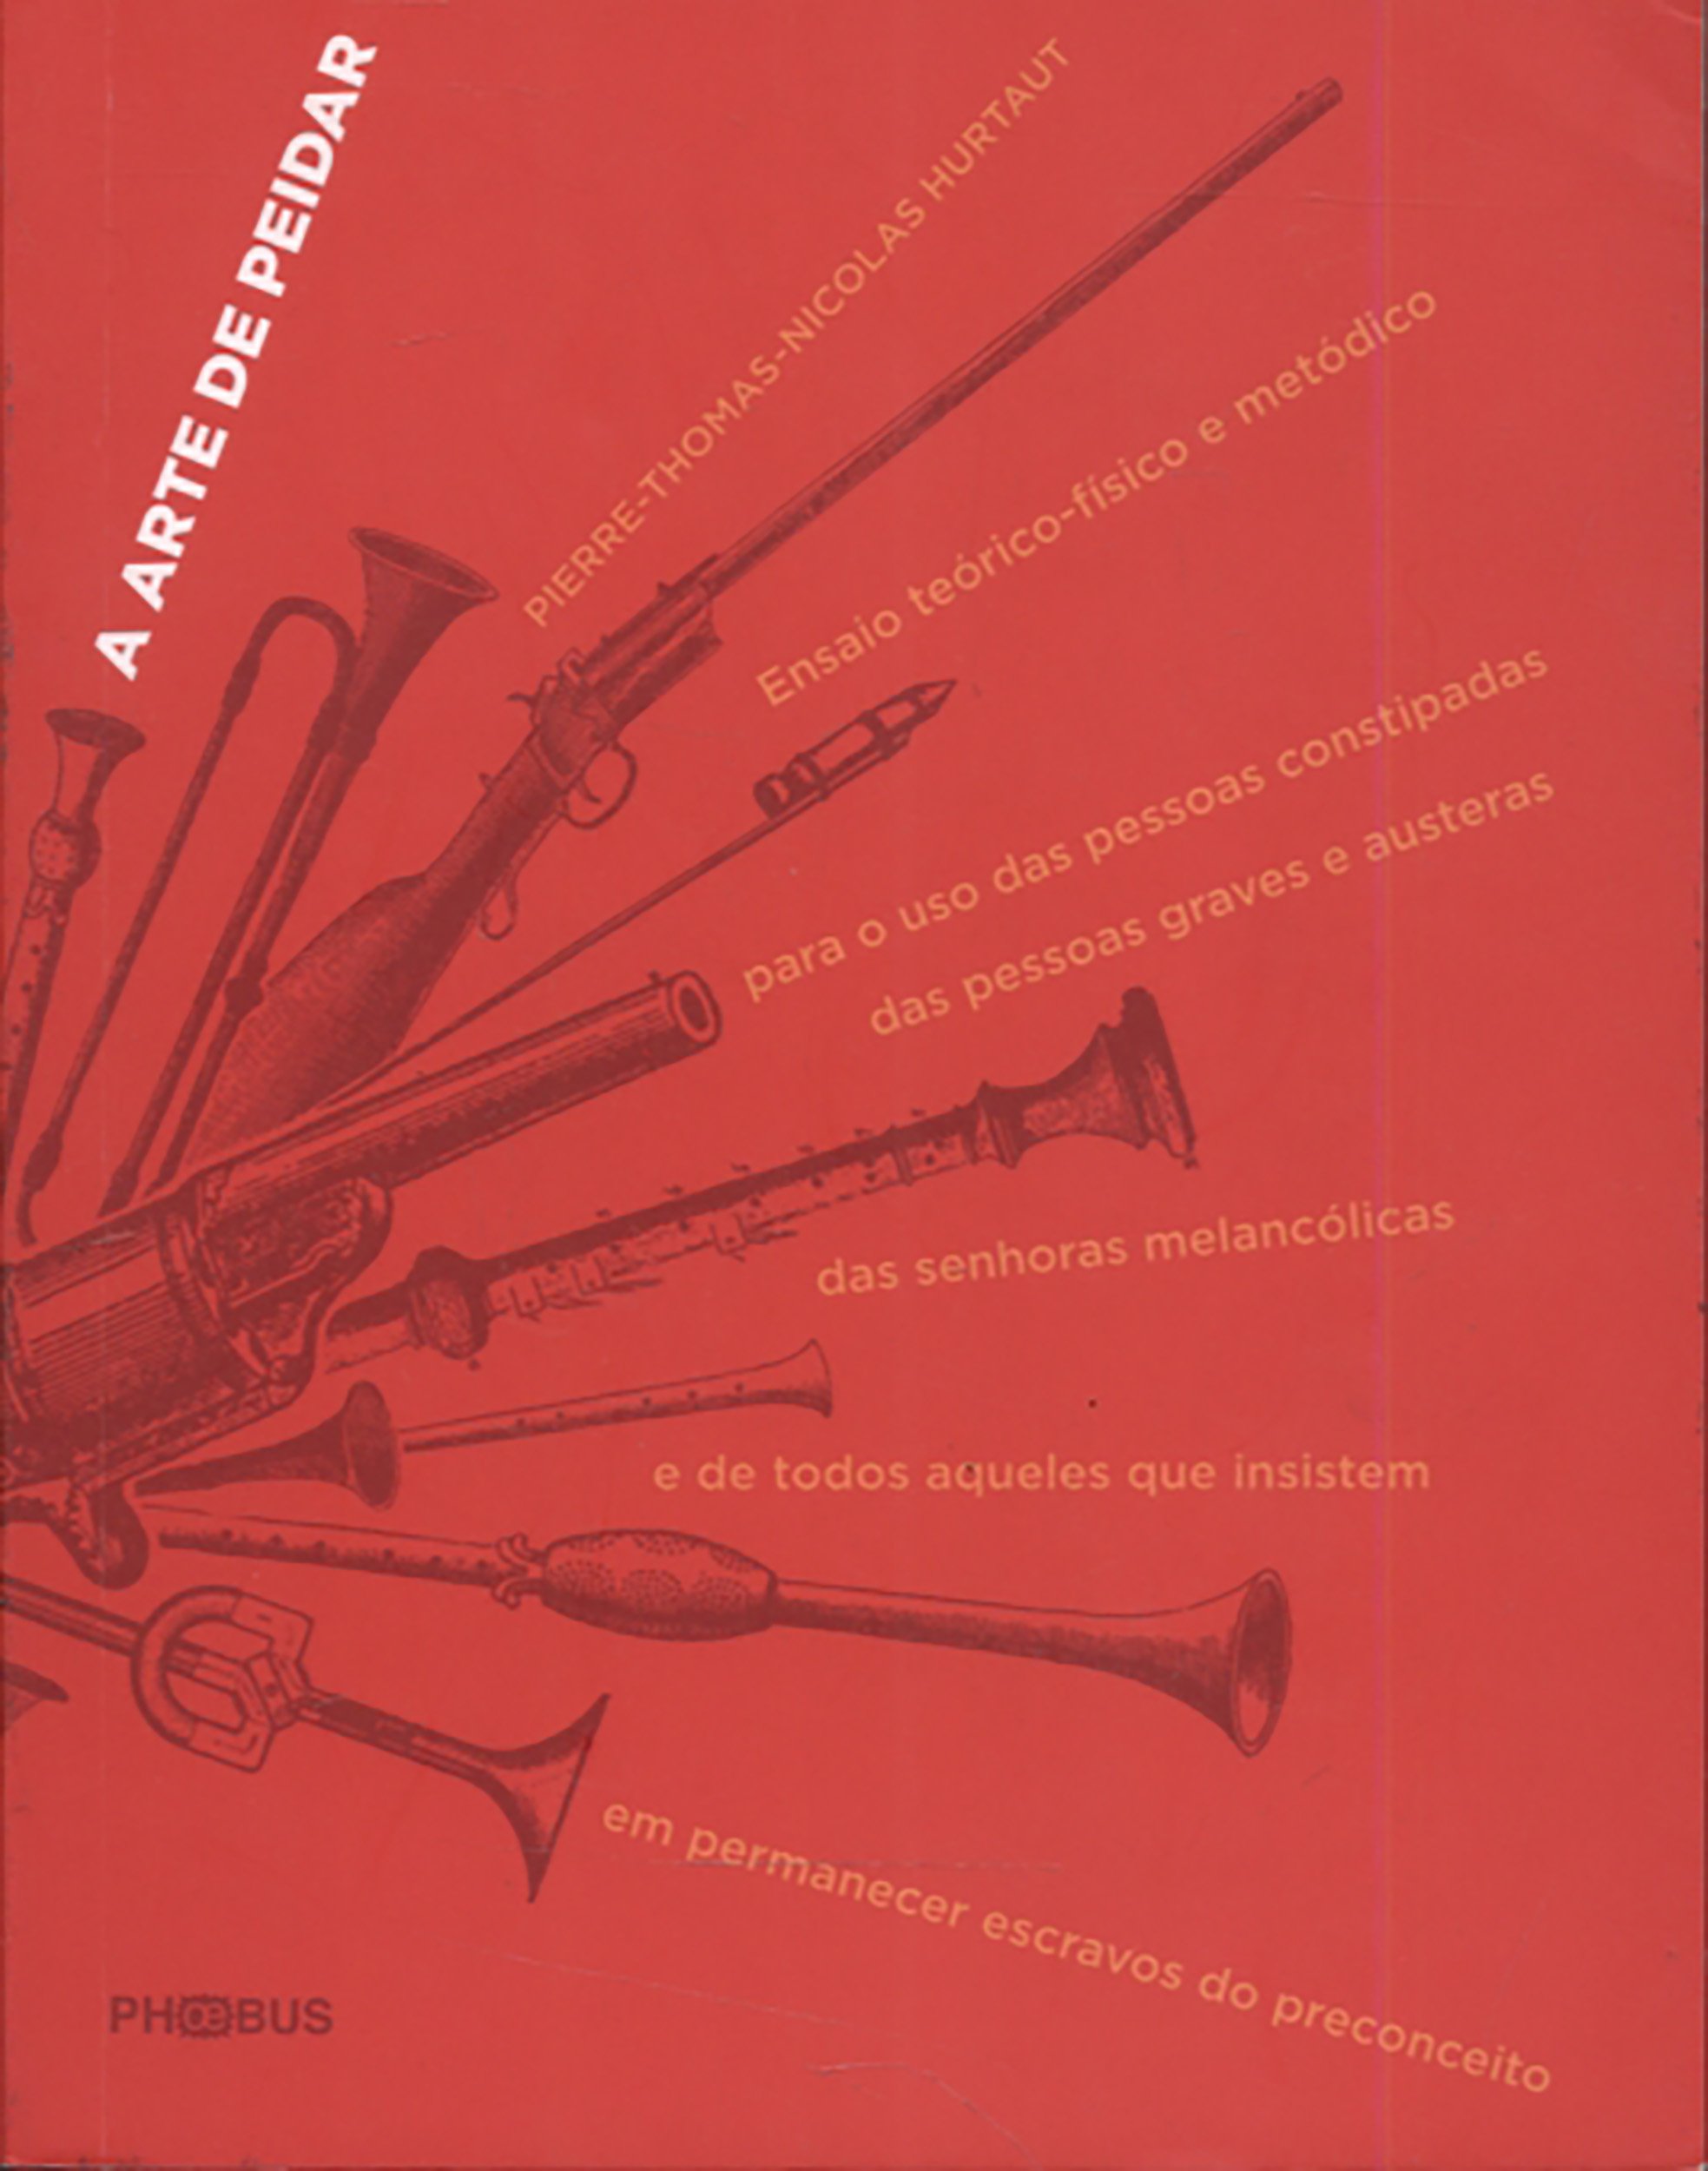 A ARTE DE PEIDAR
PIERRE-THOMAS-NICOLAS HURTAUT
Ensaio teórico-físico e metódico
para o uso das pessoas constipadas
das pessoas graves e austeras
das senhoras melancólicas
e de todos aqueles que insistem
em permanecer escravos do preconceito
PHŒBUS